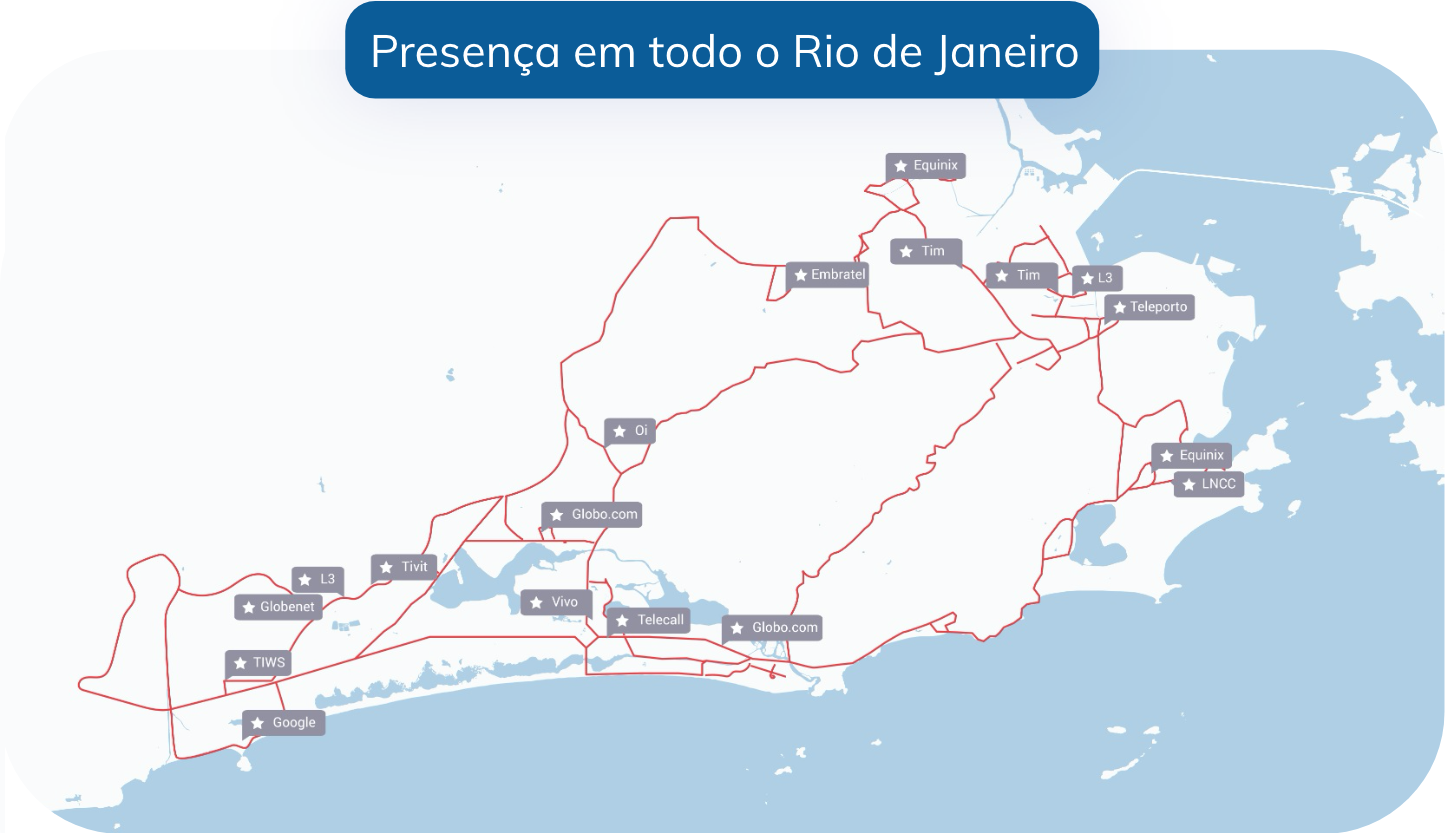 Presença em todo o Rio de Janeiro
Equinix
Tim
Embratel
Tim
L3
Teleporto
Oi
Equinix
LNCC
Globo.com
Tivit
L3
Globenet
Vivo
Telecall
Globo.com
TIWS
Google